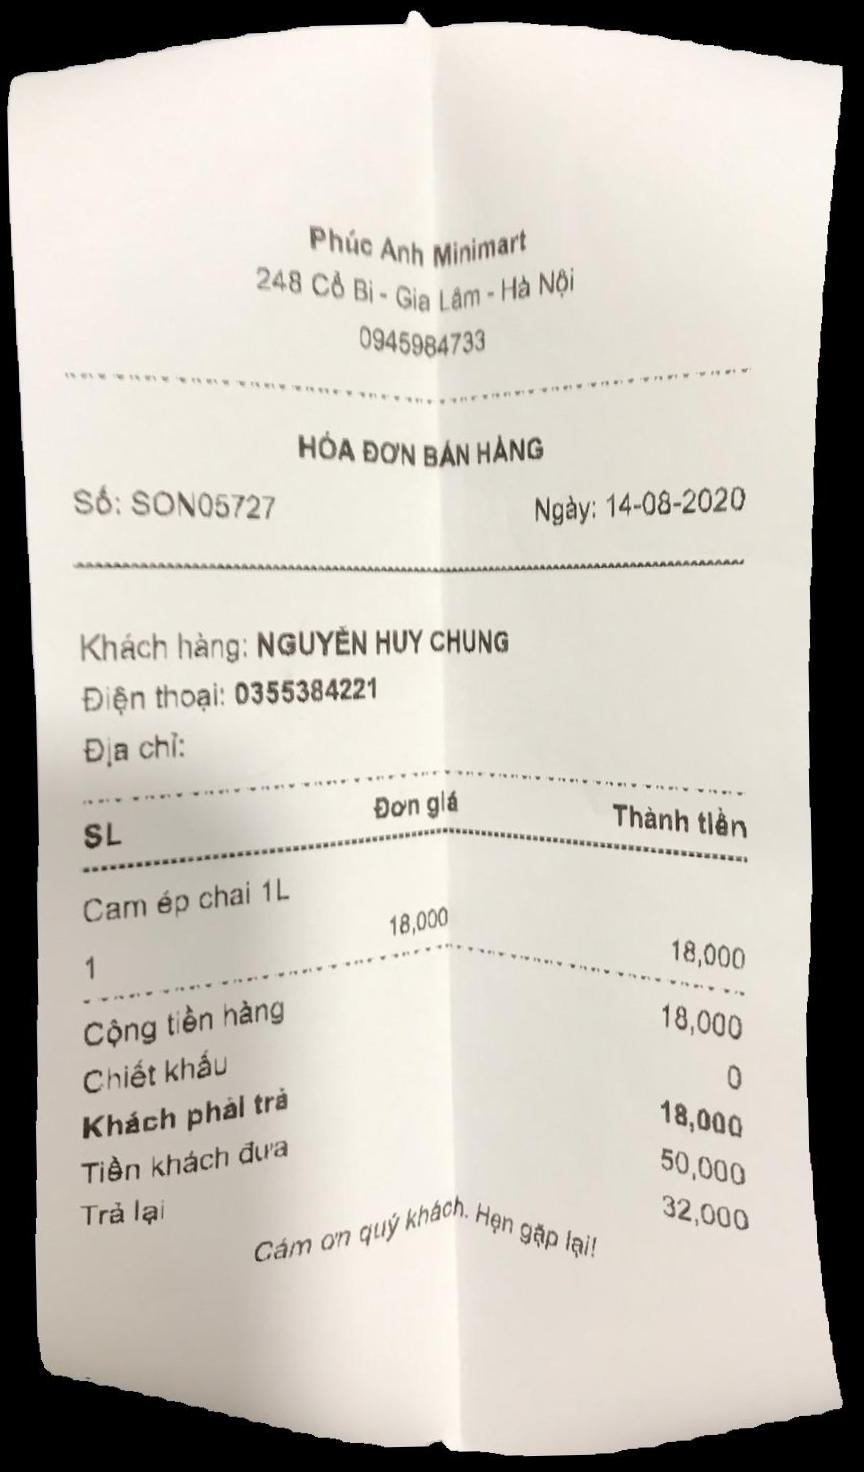 Phúc Anh Minimart
248 Cổ Bi - Gia Lâm - Hà Nội
0945984733
HÓA ĐƠN BÁN HÀNG
Số: SON05727 Ngày: 14-08-2020
Khách hàng: NGUYỄN HUY CHUNG
Điện thoại: 0355384221
Địa chỉ:
SL Đơn giá Thành tiền
Cam ép chai 1L
1 18,000 18,000
Cộng tiền hàng 18,000
Chiết khấu 0
Khách phải trả 18,000
Tiền khách đưa 50,000
Trả lại 32,000
Cám ơn quý khách. Hẹn gặp lại!